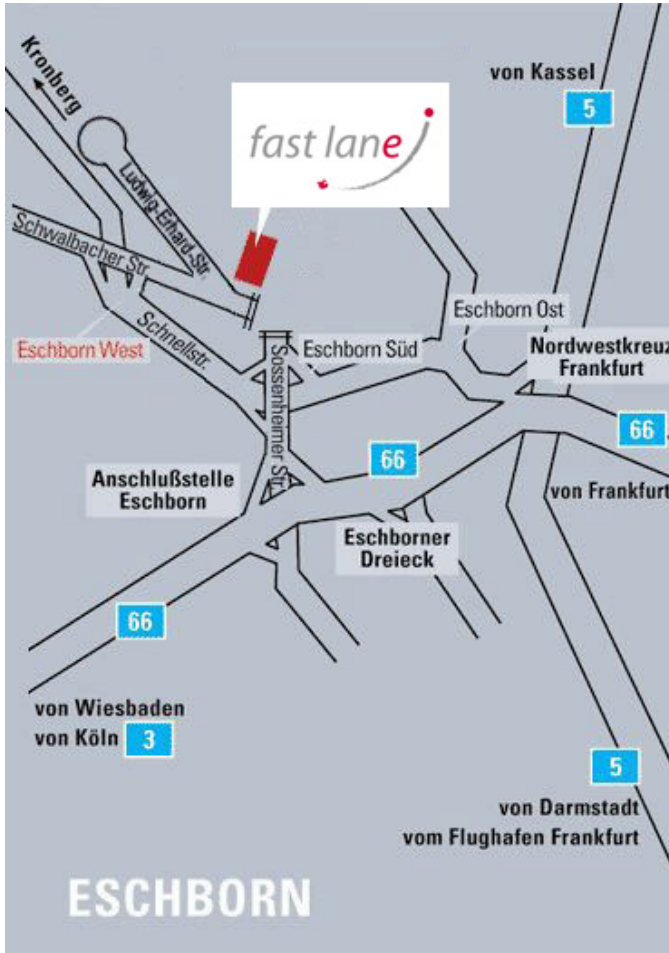 Kronberg
von Kassel
5
fast lane
Ludwig-Erhard-Str.
Schwalbacher Str.
Eschborn West
Schnellstr.
Sossenheimer Str.
Eschborn Süd
Eschborn Ost
Nordwestkreuz
Frankfurt
66
66
von Frankfurt
Anschlußstelle
Eschborn
Eschborner
Dreieck
66
von Wiesbaden
von Köln 3
5
von Darmstadt
vom Flughafen Frankfurt
ESCHBORN